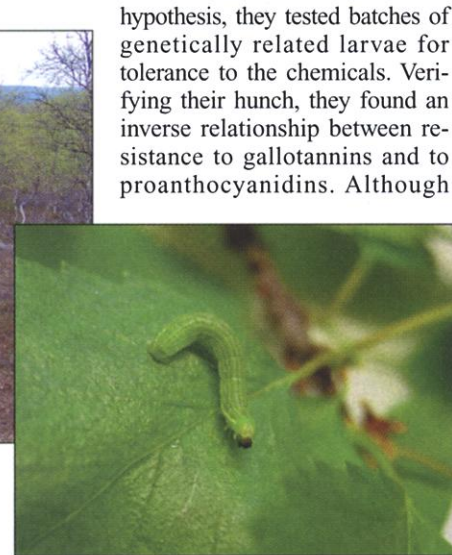 hypothesis, they tested batches of
genetically related larvae for
tolerance to the chemicals. Veri-
fying their hunch, they found an
inverse relationship between re-
sistance to gallotannins and to
proanthocyanidins. Although